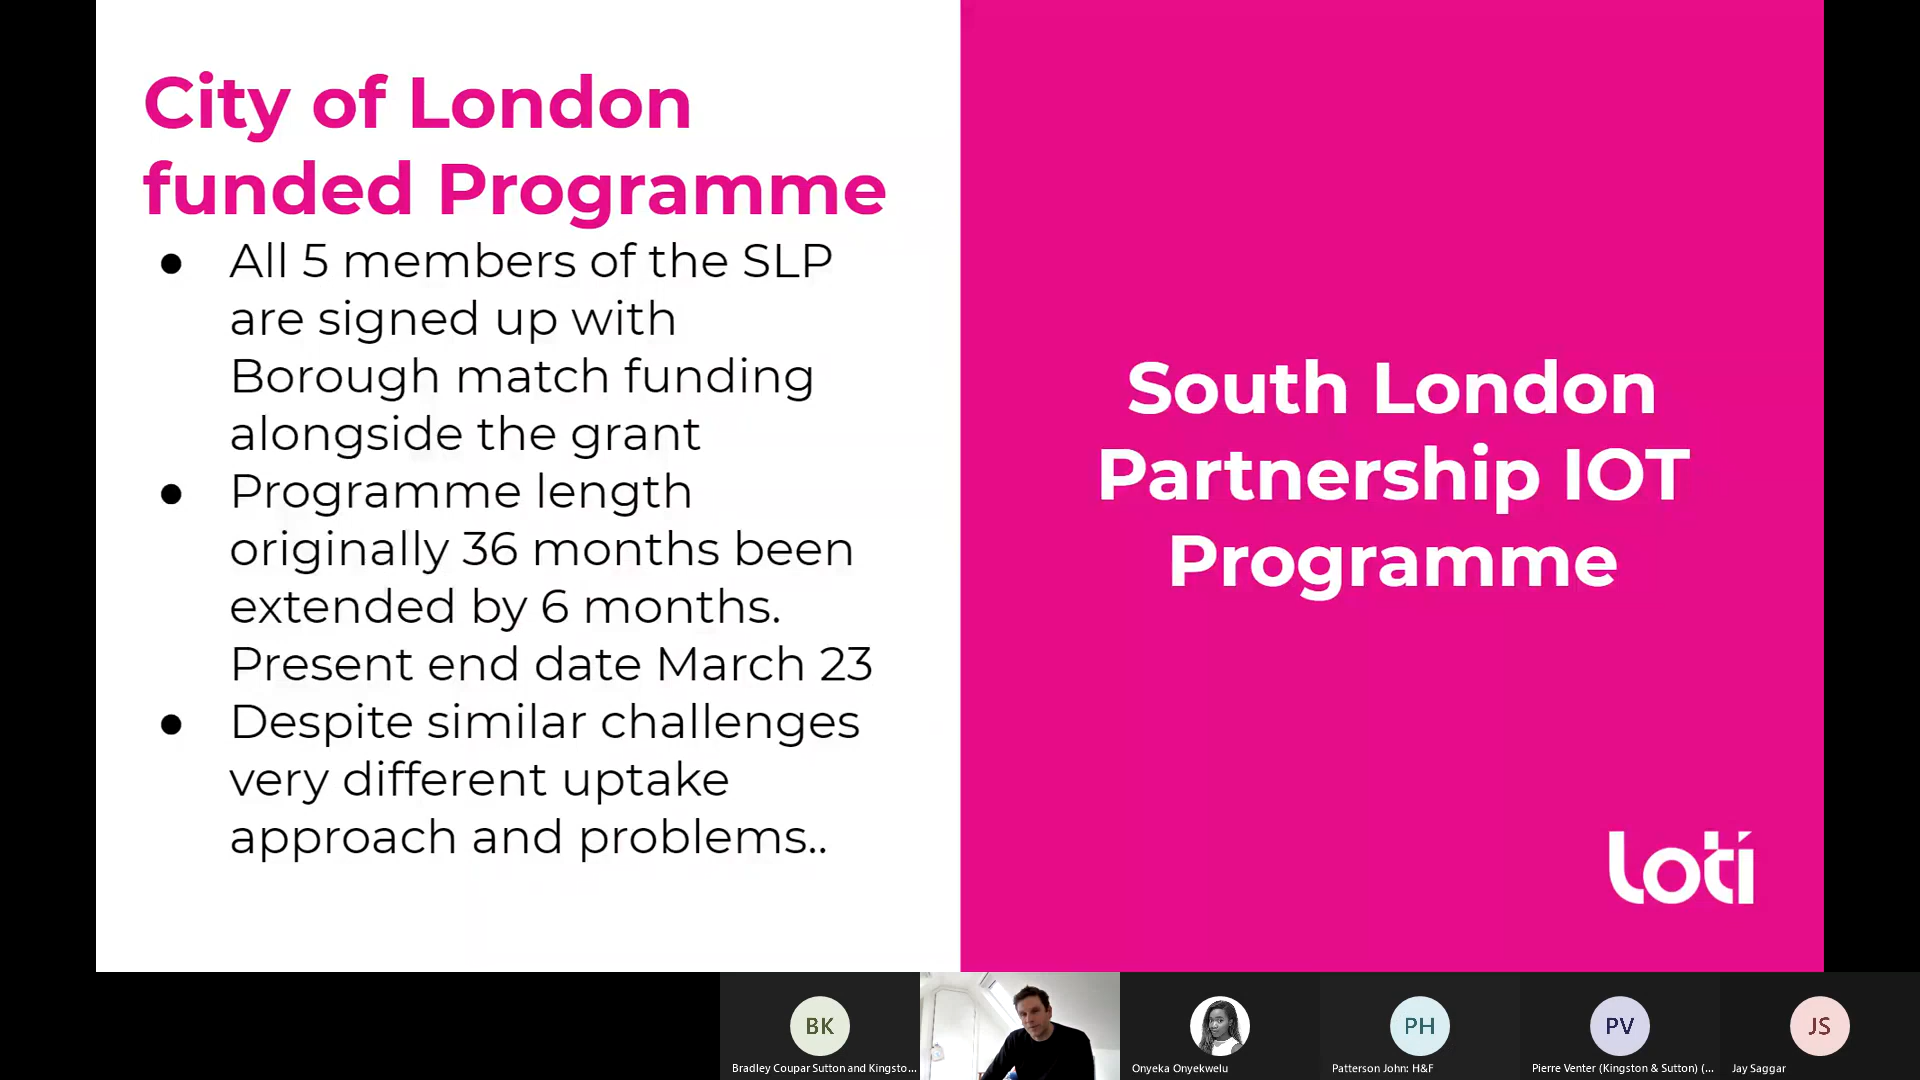 City of London
funded Programme
● All 5 members of the SLP
are signed up with
Borough match funding
alongside the grant
● Programme length
originally 36 months been
extended by 6 months.
Present end date March 23
● Despite similar challenges
very different uptake
approach and problems..
South London
Partnership IOT
Programme
loti
BK
PH
PV
JS
Bradley Coupar Sutton and Kingsto...
Onyeka Onyekwelu
Patterson John: H&F
Pierre Venter (Kingston & Sutton) (...
Jay Saggar